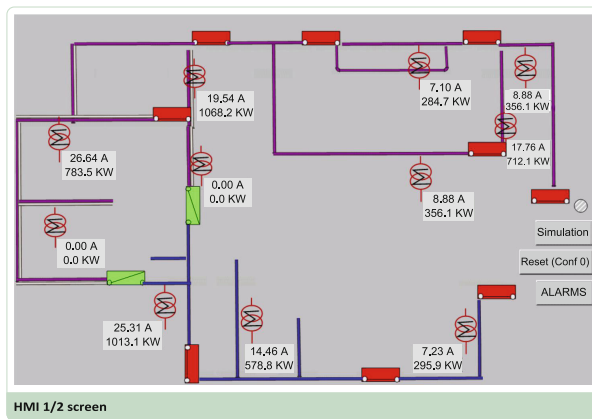 7.10 A
284.7 KW
8.88 A
356.1 KW
19.54 A
1068.2 KW
17.76 A
712.1 KW
26.64 A
783.5 KW
0.00 A
0.0 KW
8.88 A
356.1 KW
0.00 A
0.0 KW
Simulation
Reset (Conf 0)
ALARMS
25.31 A
1013.1 KW
14.46 A
578.8 KW
7.23 A
295.9 KW
HMI 1/2 screen